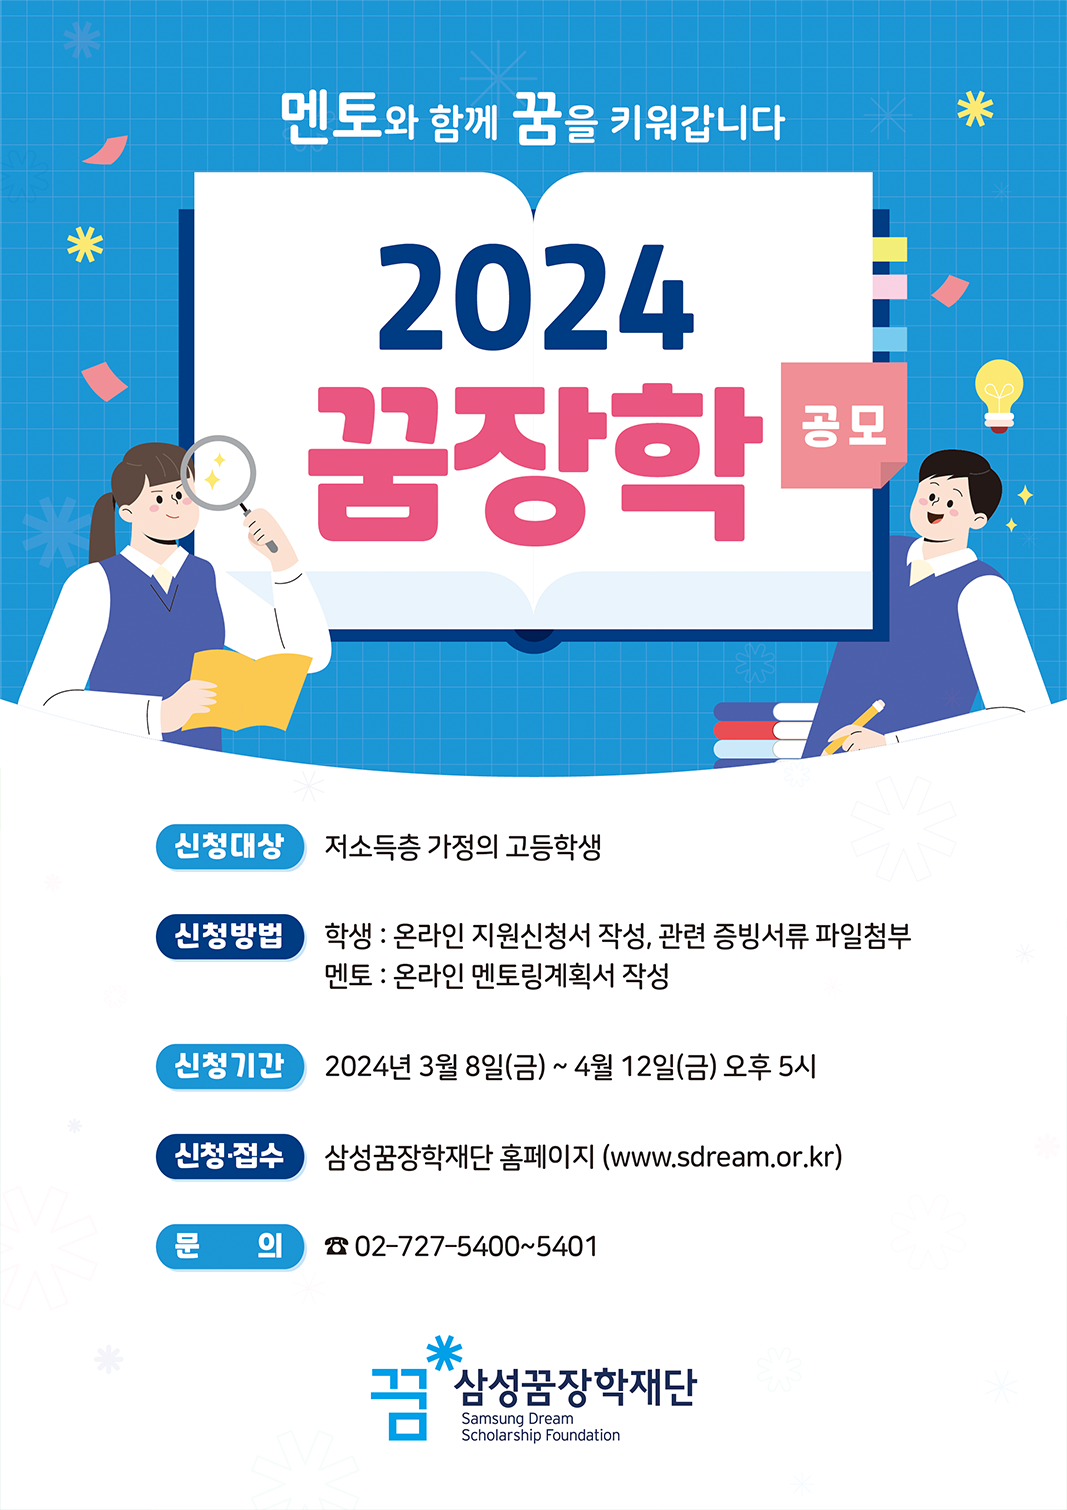 멘토와 함께 꿈을 키워갑니다
2024
꿈장학
공모
신청대상 저소득층 가정의 고등학생
신청방법 학생 : 온라인 지원신청서 작성, 관련 증빙서류 파일첨부
멘토 : 온라인 멘토링계획서 작성
신청기간 2024년 3월 8일(금) ~ 4월 12일(금) 오후 5시
신청·접수 삼성꿈장학재단 홈페이지 (www.sdream.or.kr)
문 의 ☎ 02-727-5400~5401
꿈* 삼성꿈장학재단
Samsung Dream
Scholarship Foundation